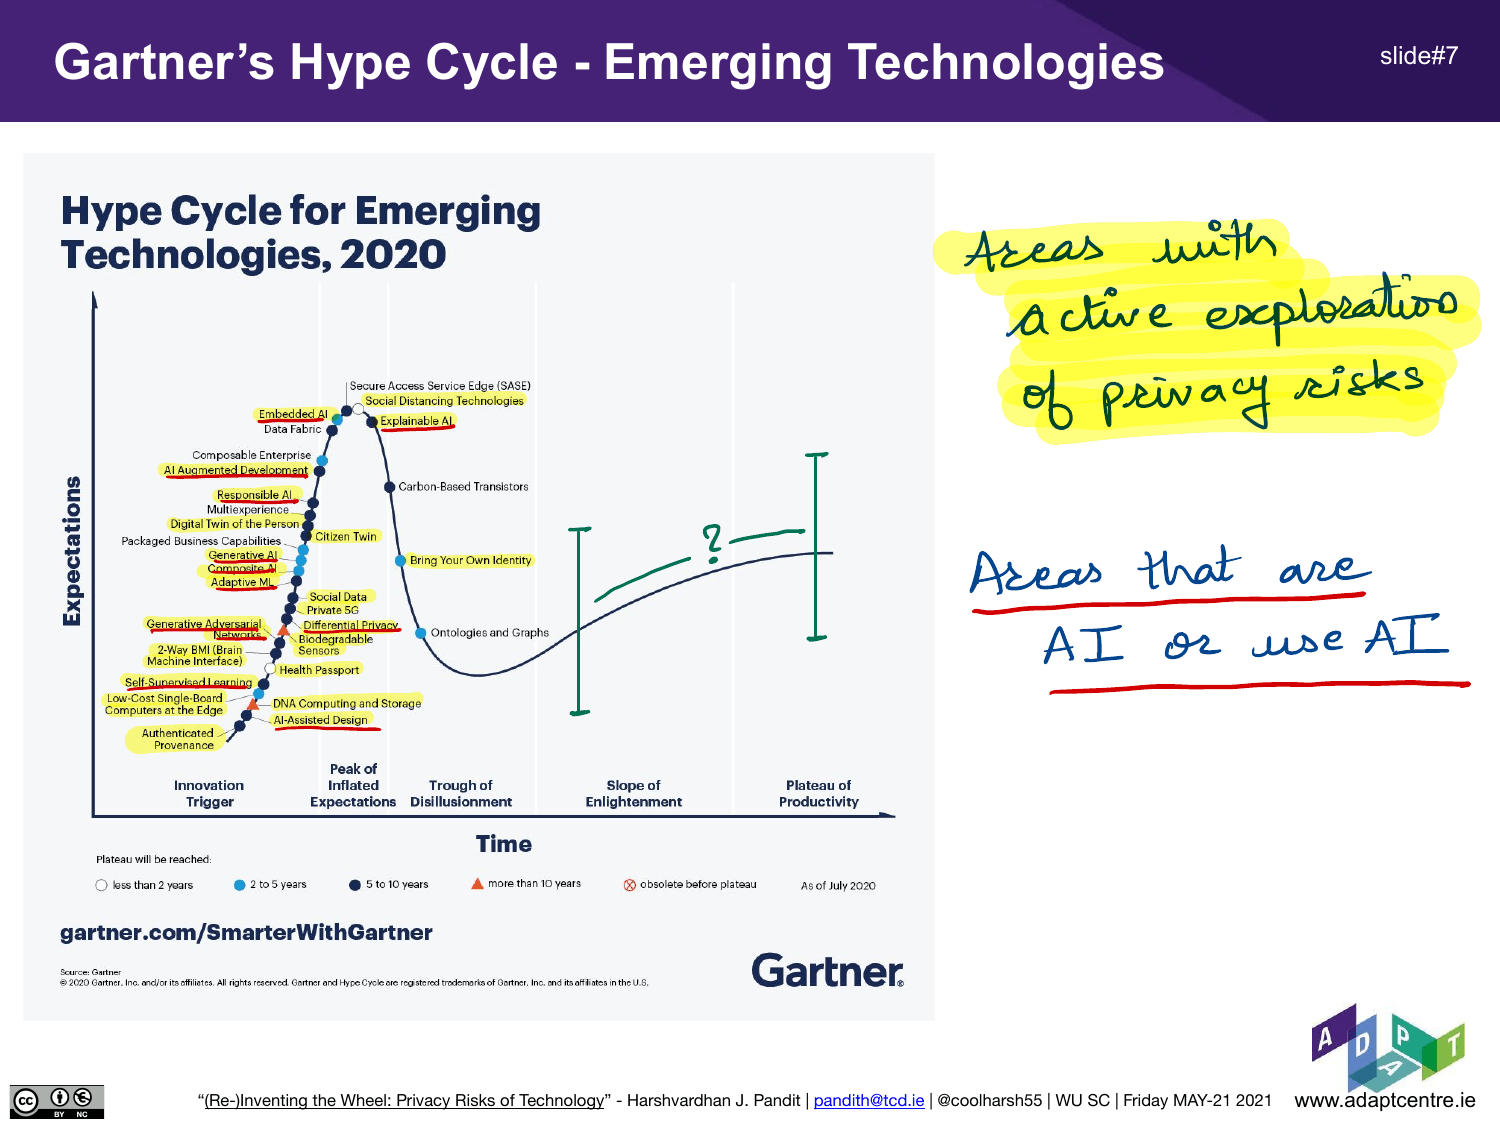 Gartner’s Hype Cycle - Emerging Technologies
slide#7
Hype Cycle for Emerging
Technologies, 2020
Areas with
active exploration
of privacy risks
Areas that are
AI or use AI
Expectations
Secure Access Service Edge (SASE)
Social Distancing Technologies
Embedded AI
Explainable AI
Data Fabric
Composable Enterprise
AI Augmented Development
Carbon-Based Transistors
Responsible AI
Multiexperience
Digital Twin of the Person
Citizen Twin
Packaged Business Capabilities
Generative AI
Bring Your Own Identity
Composite AI
Adaptive ML
Social Data
Private 5G
Generative Adversarial
Networks
Differential Privacy
Ontologies and Graphs
Biodegradable
Sensors
2-Way BMI (Brain
Machine Interface)
Health Passport
Self-Supervised Learning
Low-Cost Single-Board
Computers at the Edge
DNA Computing and Storage
AI-Assisted Design
Authenticated
Provenance
?
Innovation
Trigger
Peak of
Inflated
Expectations
Trough of
Disillusionment
Slope of
Enlightenment
Plateau of
Productivity
Time
Plateau will be reached:
less than 2 years
2 to 5 years
5 to 10 years
more than 10 years
obsolete before plateau
As of July 2020
gartner.com/SmarterWithGartner
Source: Gartner
© 2020 Gartner, Inc. and/or its affiliates. All rights reserved. Gartner and Hype Cycle are registered trademarks of Gartner, Inc. and its affiliates in the U.S.
Gartner®
ADAPT
cc BY NC
“(Re-)Inventing the Wheel: Privacy Risks of Technology” - Harshvardhan J. Pandit | pandith@tcd.ie | @coolharsh55 | WU SC | Friday MAY-21 2021
www.adaptcentre.ie